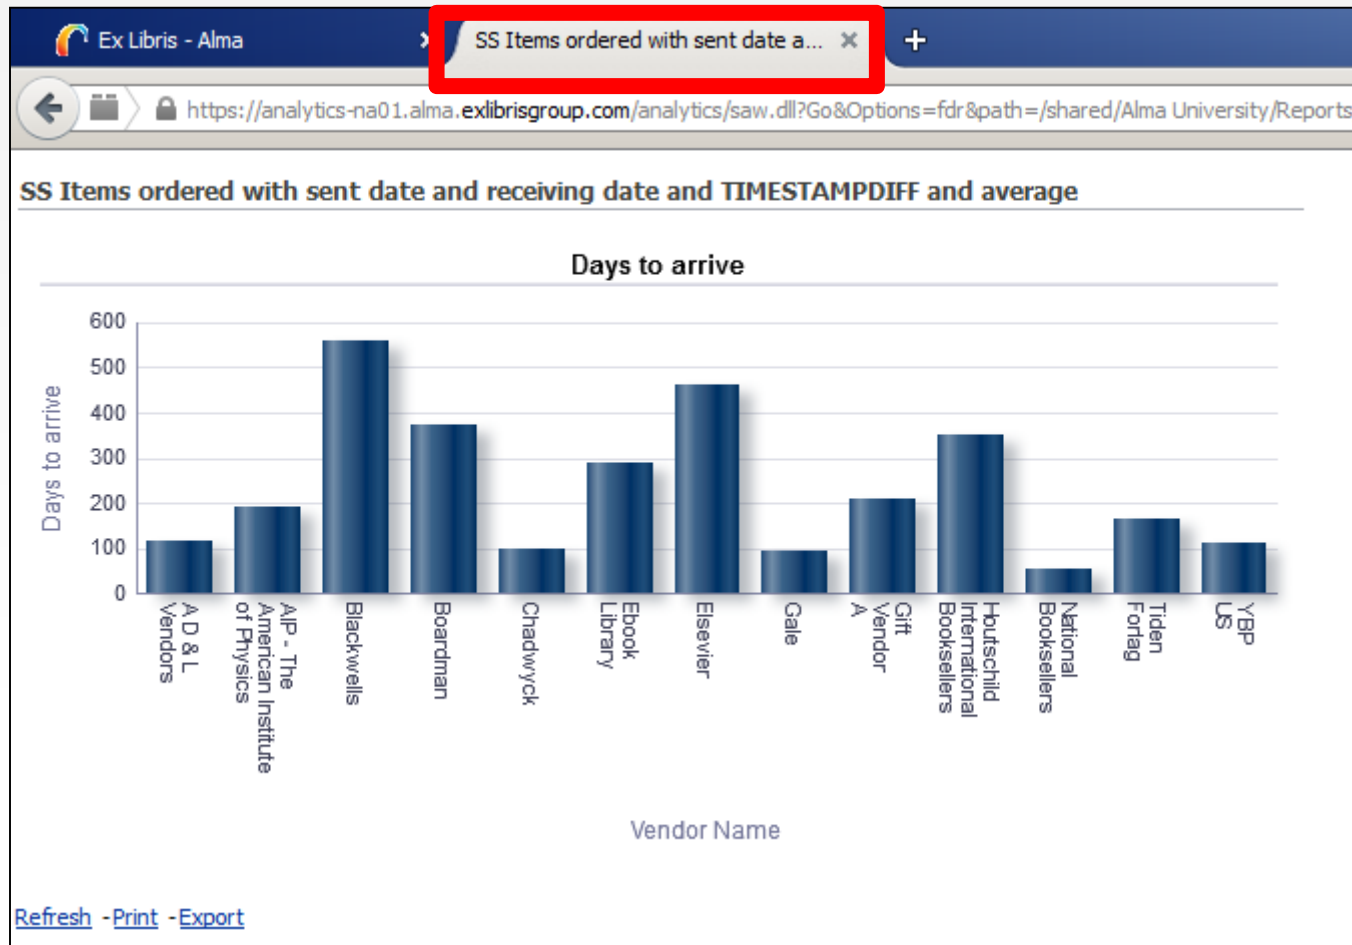 Ex Libris - Alma
SS Items ordered with sent date a...
https://analytics-na01.alma.exlibrisgroup.com/analytics/saw.dll?Go&Options=fdr&path=/shared/Alma University/Reports
SS Items ordered with sent date and receiving date and TIMESTAMPDIFF and average
Days to arrive
Days to arrive
600
500
400
300
200
100
0
A D & L
Vendors
AIP - The
American Institute
of Physics
Blackwells
Boardman
Chadwyck
Ebook
Library
Elsevier
Gale
Gift
Vendor
A
Houtschild
International
Booksellers
National
Booksellers
Tiden
Forlag
YBP
US
Vendor Name
Refresh - Print - Export